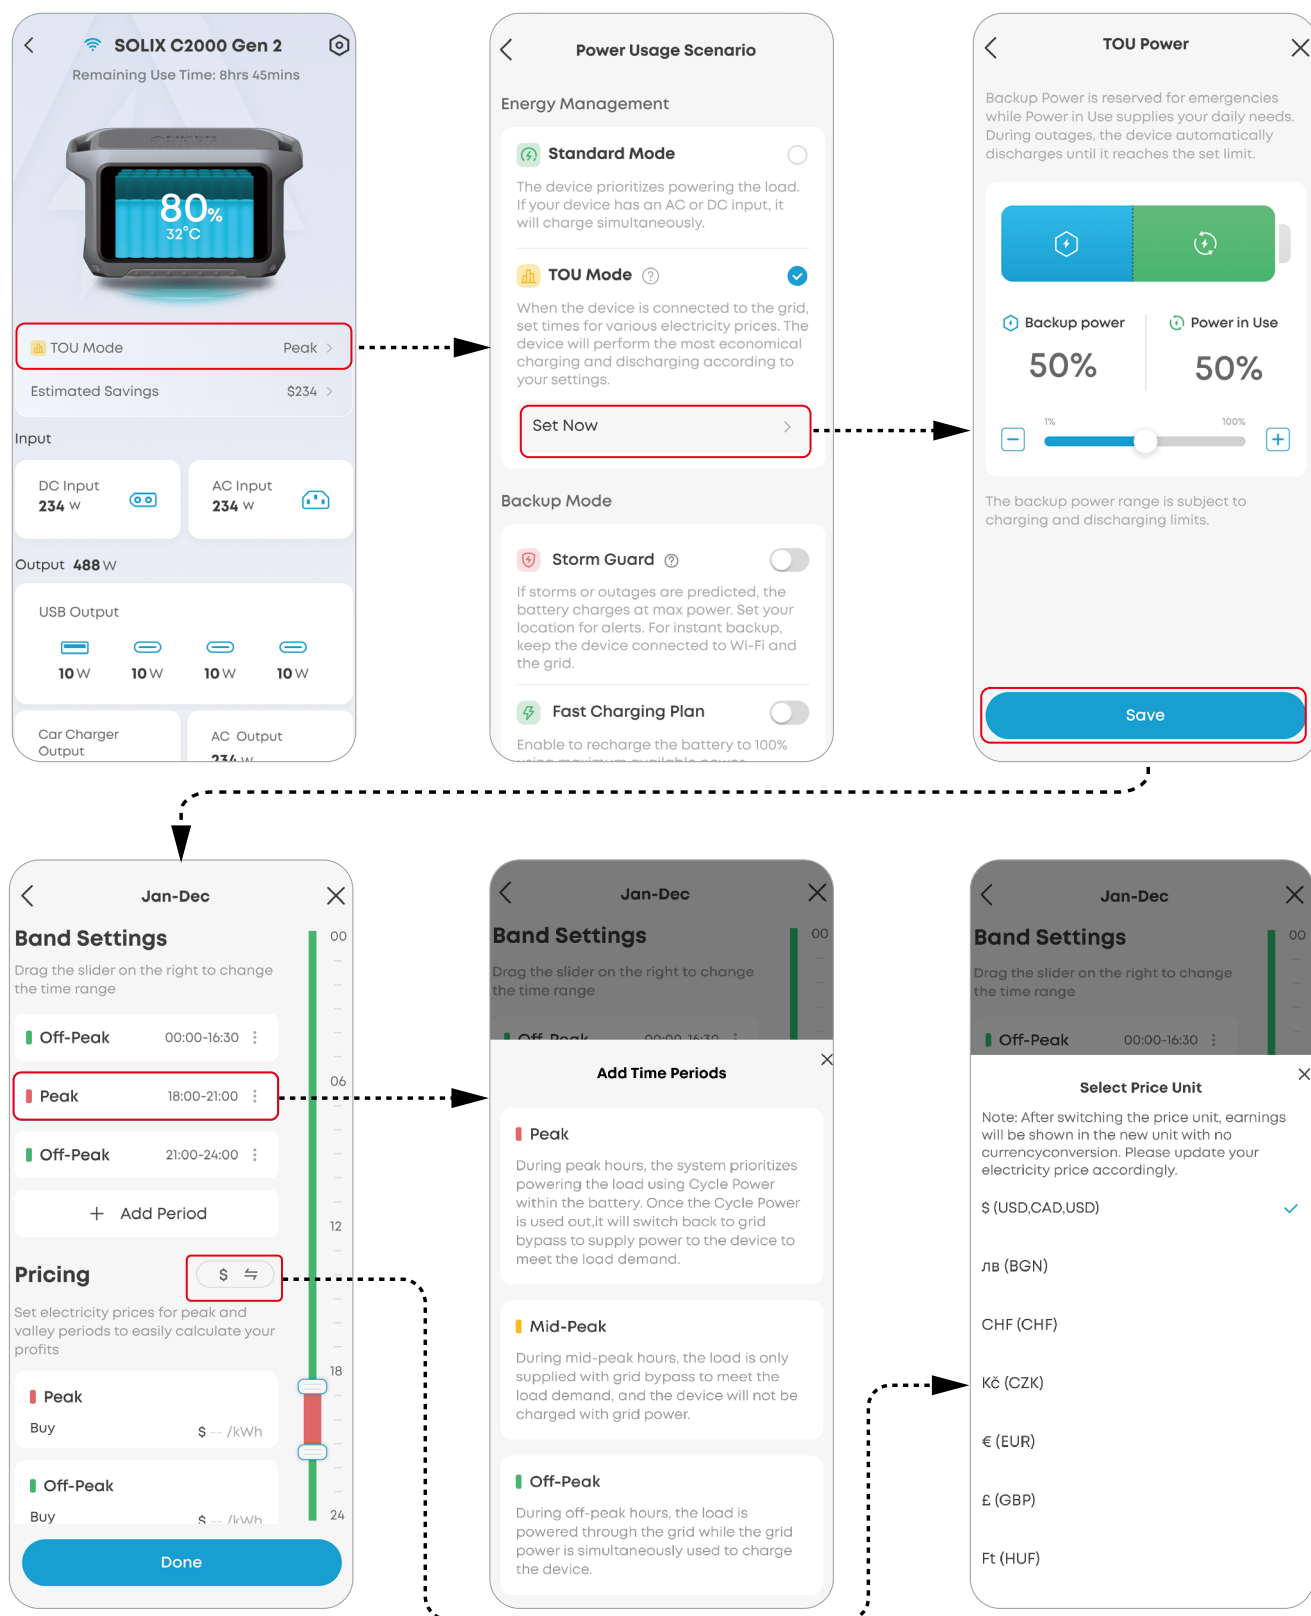 SOLIX C2000 Gen 2
Remaining Use Time: 8hrs 45mins
ANKER
80%
32°C
TOU Mode
Peak
Estimated Savings
$234
Input
DC Input
234 W
AC Input
234 W
Output 488 W
USB Output
10 W
10 W
10 W
10 W
Car Charger
Output
AC Output
234 W
Power Usage Scenario
Energy Management
Standard Mode
The device prioritizes powering the load.
If your device has an AC or DC input, it
will charge simultaneously.
TOU Mode
When the device is connected to the grid,
set times for various electricity prices. The
device will perform the most economical
charging and discharging according to
your settings.
Set Now
Backup Mode
Storm Guard
If storms or outages are predicted, the
battery charges at max power. Set your
location for alerts. For instant backup,
keep the device connected to Wi-Fi and
the grid.
Fast Charging Plan
Enable to recharge the battery to 100%
using maximum available power
TOU Power
Backup Power is reserved for emergencies
while Power in Use supplies your daily needs.
During outages, the device automatically
discharges until it reaches the set limit.
Backup power
50%
Power in Use
50%
1%
100%
The backup power range is subject to
charging and discharging limits.
Save
Jan-Dec
Band Settings
Drag the slider on the right to change
the time range
Off-Peak 00:00-16:30
Peak 18:00-21:00
Off-Peak 21:00-24:00
+ Add Period
Pricing
$
Set electricity prices for peak and
valley periods to easily calculate your
profits
Peak
Buy
$ -- /kWh
Off-Peak
Buy
$ -- /kWh
Done
00
06
12
18
24
Jan-Dec
Band Settings
00
Drag the slider on the right to change
the time range
Off-Peak 00:00-16:30
Add Time Periods
Peak
During peak hours, the system prioritizes
powering the load using Cycle Power
within the battery. Once the Cycle Power
is used out,it will switch back to grid
bypass to supply power to the device to
meet the load demand.
Mid-Peak
During mid-peak hours, the load is only
supplied with grid bypass to meet the
load demand, and the device will not be
charged with grid power.
Off-Peak
During off-peak hours, the load is
powered through the grid while the grid
power is simultaneously used to charge
the device.
Jan-Dec
Band Settings
00
Drag the slider on the right to change
the time range
Off-Peak 00:00-16:30
Select Price Unit
Note: After switching the price unit, earnings
will be shown in the new unit with no
currencyconversion. Please update your
electricity price accordingly.
$ (USD,CAD,USD)
лв (BGN)
CHF (CHF)
Kč (CZK)
€ (EUR)
£ (GBP)
Ft (HUF)